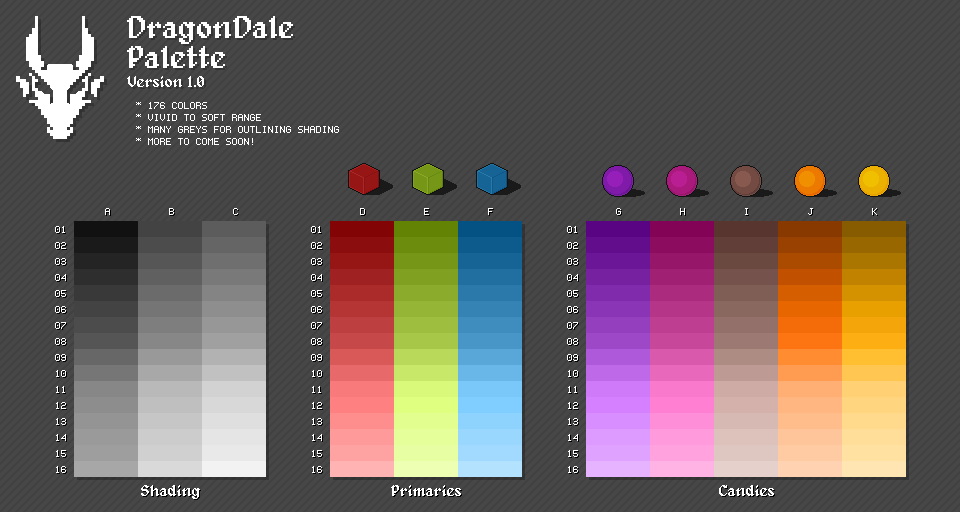 DragonDale
Palette
Version 1.0
* 176 COLORS
* VIVID TO SOFT RANGE
* MANY GREYS FOR OUTLINING SHADING
* MORE TO COME SOON!
A B C D E F G H I J K
01 01 01
02 02 02
03 03 03
04 04 04
05 05 05
06 06 06
07 07 07
08 08 08
09 09 09
10 10 10
11 11 11
12 12 12
13 13 13
14 14 14
15 15 15
16 16 16
Shading Primaries Candies